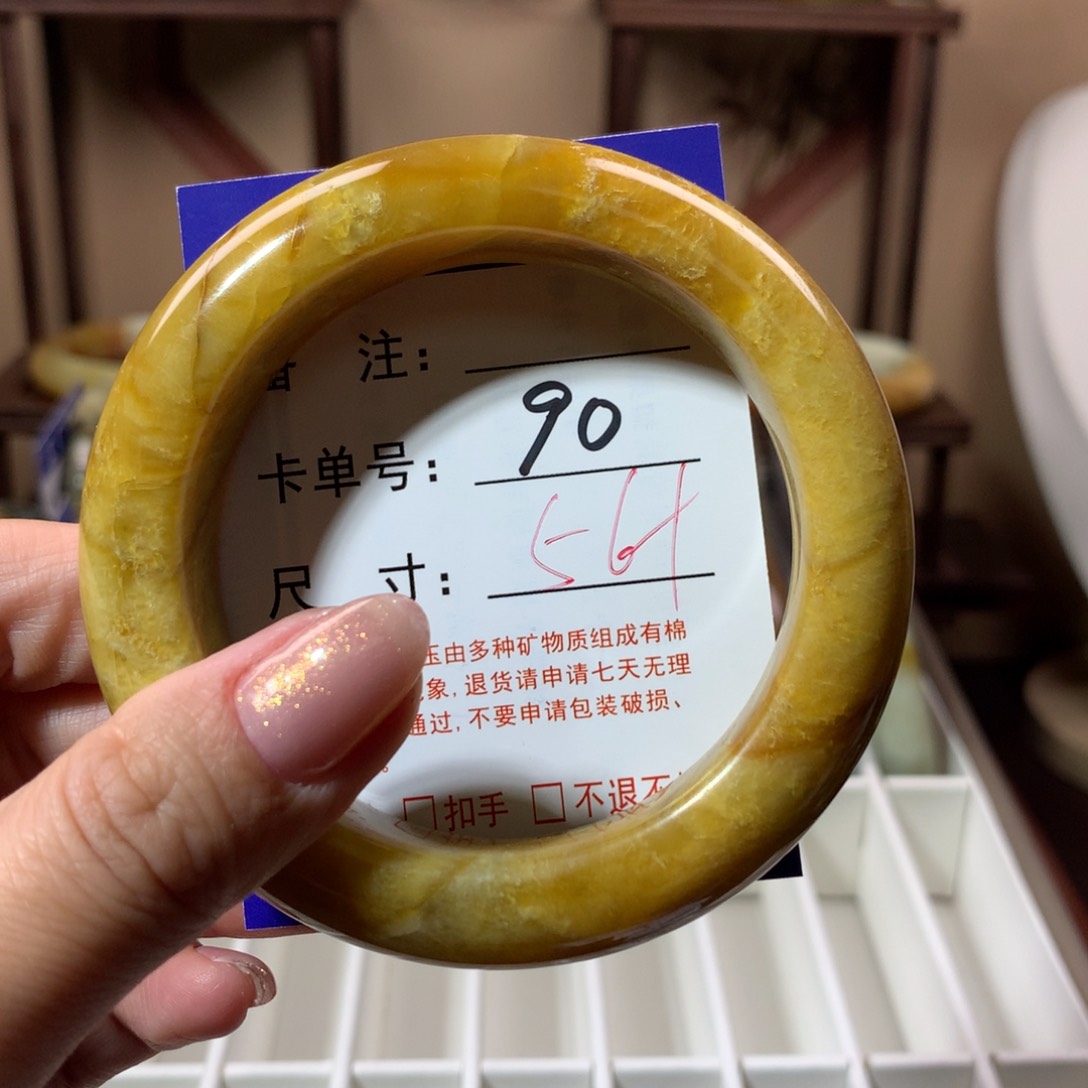 备 注:
卡单号: 90
尺 寸: 56
玉由多种矿物质组成有棉
象,退货请申请七天无理
通过,不要申请包装破损、
。
□扣手 □不退不